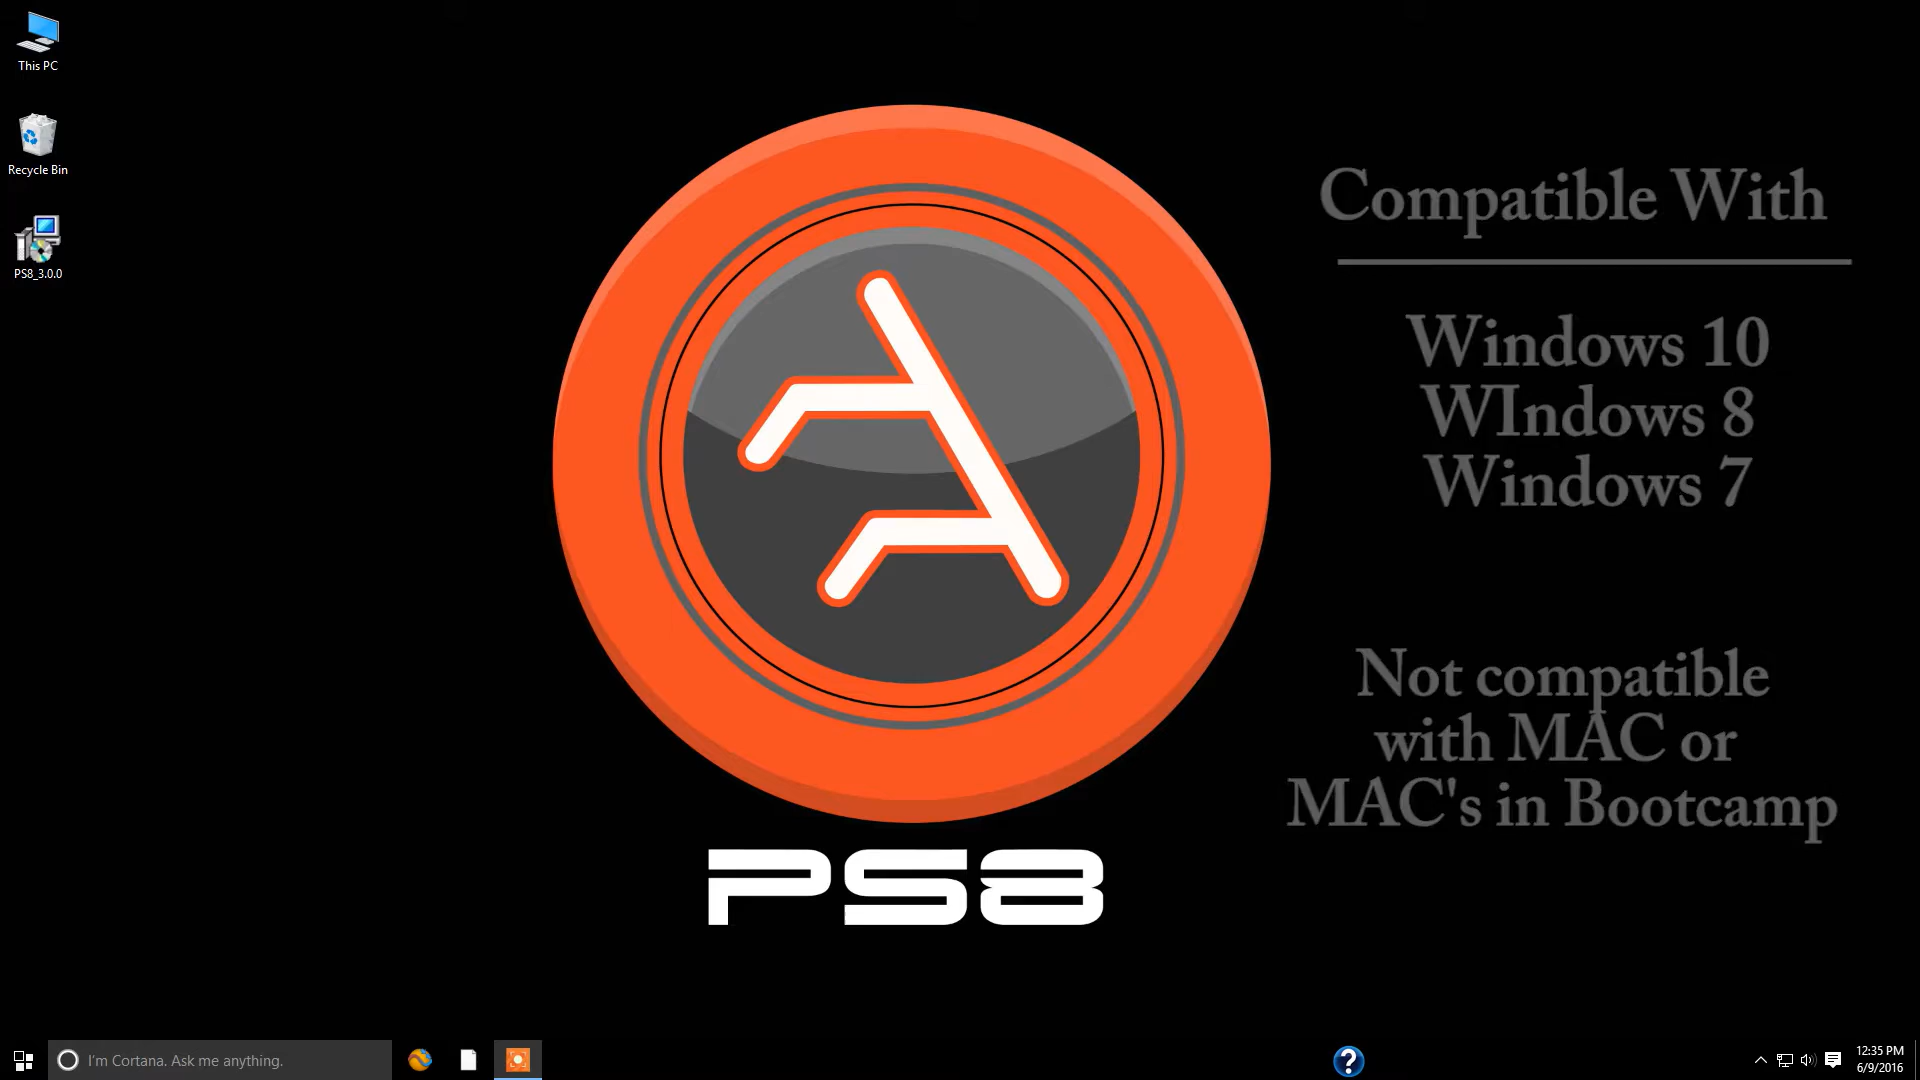 This PC
Recycle Bin
PS8_3.0.0
Compatible With
Windows 10
WIndows 8
Windows 7
Not compatible
with MAC or
MAC's in Bootcamp
PS8
I'm Cortana. Ask me anything.
?
12:35 PM
6/9/2016